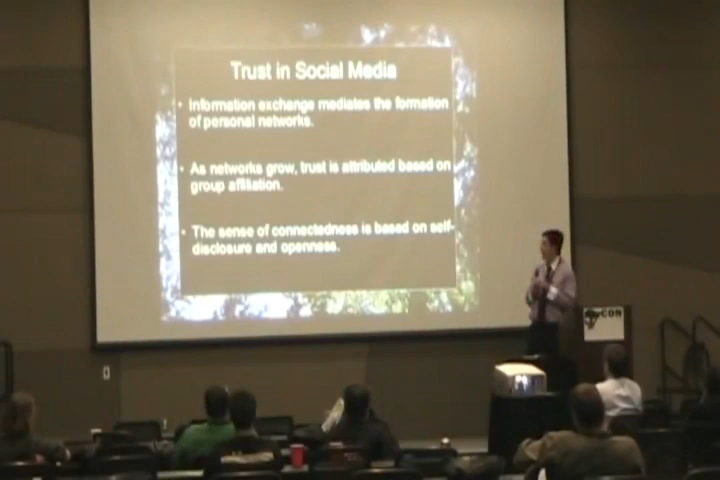 Trust in Social Media
• Information exchange mediates the formation
of personal networks.
• As networks grow, trust is attributed based on
group affiliation.
• The sense of connectedness is based on self-
disclosure and openness.
CON